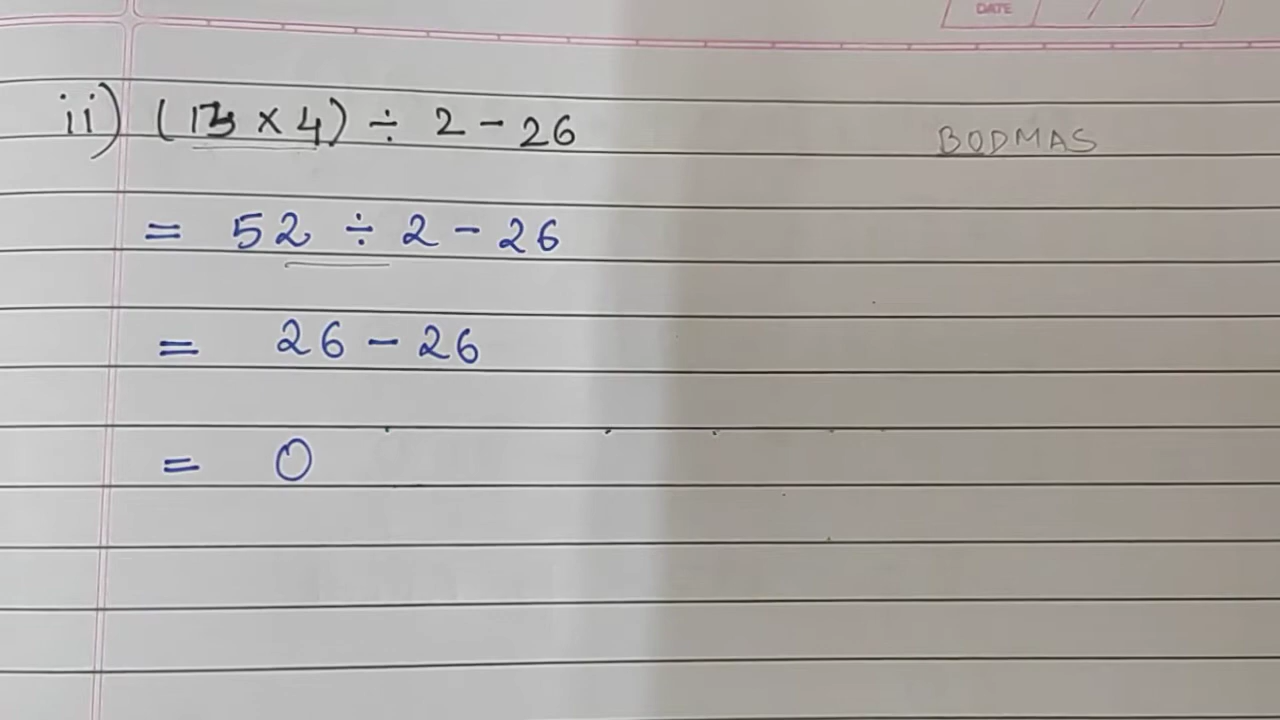 DATE / /
ii) (13 × 4) ÷ 2 - 26
BODMAS
= 52 ÷ 2 - 26
= 26 - 26
= 0